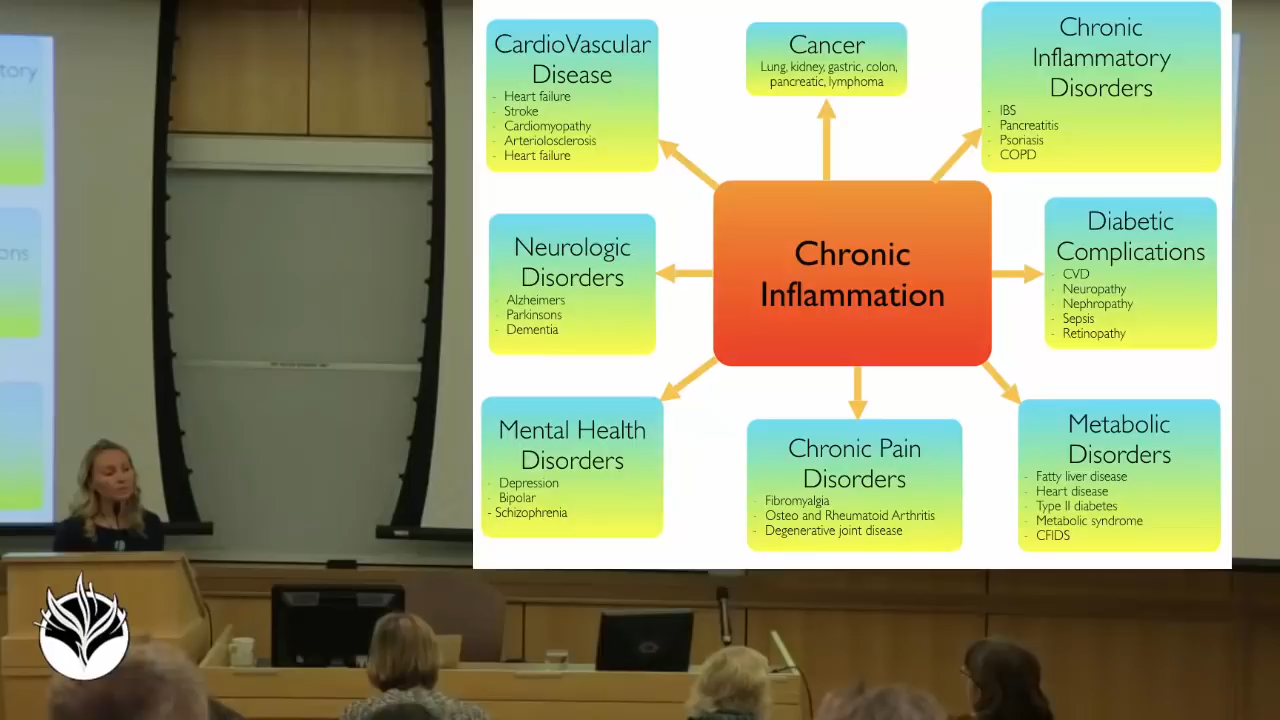 tory
ons
CardioVascular
Disease
- Heart failure
- Stroke
- Cardiomyopathy
- Arteriolosclerosis
- Heart failure
Cancer
Lung, kidney, gastric, colon,
pancreatic, lymphoma
Chronic
Inflammatory
Disorders
- IBS
- Pancreatitis
- Psoriasis
- COPD
Neurologic
Disorders
- Alzheimers
- Parkinsons
- Dementia
Chronic
Inflammation
Diabetic
Complications
- CVD
- Neuropathy
- Nephropathy
- Sepsis
- Retinopathy
Mental Health
Disorders
- Depression
- Bipolar
- Schizophrenia
Chronic Pain
Disorders
- Fibromyalgia
- Osteo and Rheumatoid Arthritis
- Degenerative joint disease
Metabolic
Disorders
- Fatty liver disease
- Heart disease
- Type II diabetes
- Metabolic syndrome
- CFIDS